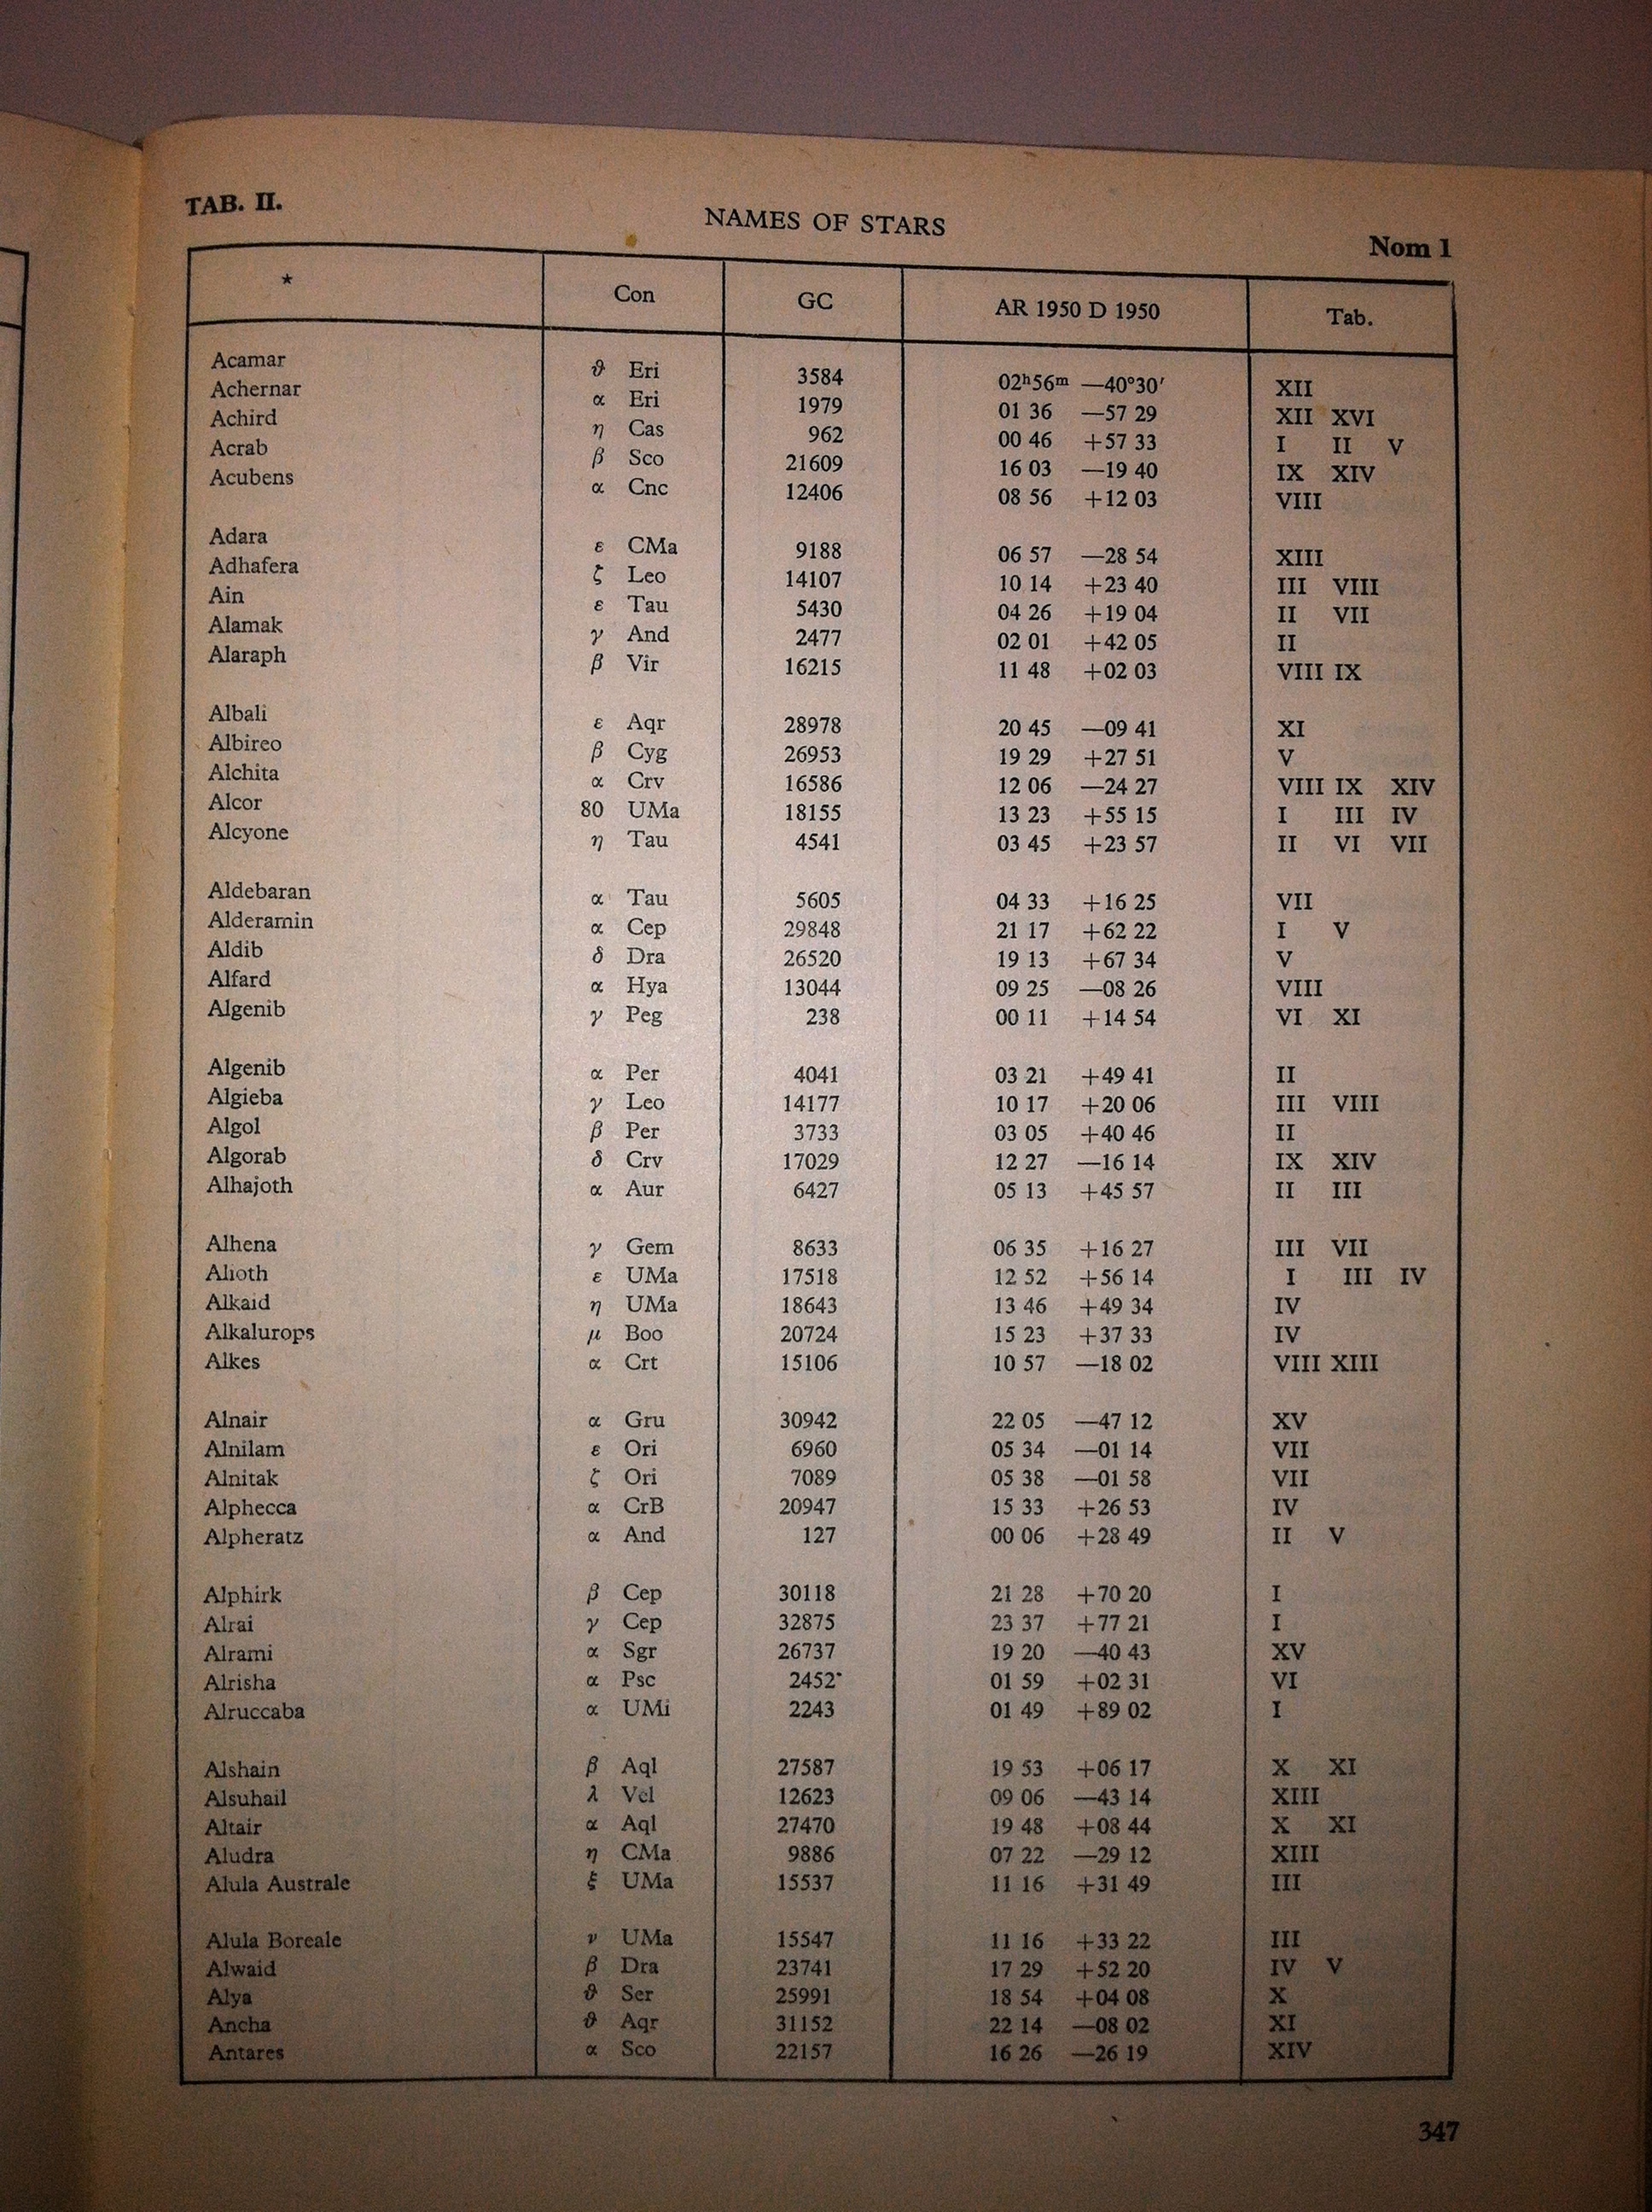 TAB. II.
NAMES OF STARS
Nom 1
* Con GC AR 1950 D 1950 Tab.
Acamar ϑ Eri 3584 02ʰ56ᵐ —40°30′ XII
Achernar α Eri 1979 01 36 —57 29 XII XVI
Achird η Cas 962 00 46 +57 33 I II V
Acrab β Sco 21609 16 03 —19 40 IX XIV
Acubens α Cnc 12406 08 56 +12 03 VIII
Adara ε CMa 9188 06 57 —28 54 XIII
Adhafera ζ Leo 14107 10 14 +23 40 III VIII
Ain ε Tau 5430 04 26 +19 04 II VII
Alamak γ And 2477 02 01 +42 05 II
Alaraph β Vir 16215 11 48 +02 03 VIII IX
Albali ε Aqr 28978 20 45 —09 41 XI
Albireo β Cyg 26953 19 29 +27 51 V
Alchita α Crv 16586 12 06 —24 27 VIII IX XIV
Alcor 80 UMa 18155 13 23 +55 15 I III IV
Alcyone η Tau 4541 03 45 +23 57 II VI VII
Aldebaran α Tau 5605 04 33 +16 25 VII
Alderamin α Cep 29848 21 17 +62 22 I V
Aldib δ Dra 26520 19 13 +67 34 V
Alfard α Hya 13044 09 25 —08 26 VIII
Algenib γ Peg 238 00 11 +14 54 VI XI
Algenib α Per 4041 03 21 +49 41 II
Algieba γ Leo 14177 10 17 +20 06 III VIII
Algol β Per 3733 03 05 +40 46 II
Algorab δ Crv 17029 12 27 —16 14 IX XIV
Alhajoth α Aur 6427 05 13 +45 57 II III
Alhena γ Gem 8633 06 35 +16 27 III VII
Alioth ε UMa 17518 12 52 +56 14 I III IV
Alkaid η UMa 18643 13 46 +49 34 IV
Alkalurops μ Boo 20724 15 23 +37 33 IV
Alkes α Crt 15106 10 57 —18 02 VIII XIII
Alnair α Gru 30942 22 05 —47 12 XV
Alnilam ε Ori 6960 05 34 —01 14 VII
Alnitak ζ Ori 7089 05 38 —01 58 VII
Alphecca α CrB 20947 15 33 +26 53 IV
Alpheratz α And 127 00 06 +28 49 II V
Alphirk β Cep 30118 21 28 +70 20 I
Alrai γ Cep 32875 23 37 +77 21 I
Alrami α Sgr 26737 19 20 —40 43 XV
Alrisha α Psc 2452 01 59 +02 31 VI
Alruccaba α UMi 2243 01 49 +89 02 I
Alshain β Aql 27587 19 53 +06 17 X XI
Alsuhail λ Vel 12623 09 06 —43 14 XIII
Altair α Aql 27470 19 48 +08 44 X XI
Aludra η CMa 9886 07 22 —29 12 XIII
Alula Australe ξ UMa 15537 11 16 +31 49 III
Alula Boreale ν UMa 15547 11 16 +33 22 III
Alwaid β Dra 23741 17 29 +52 20 IV V
Alya ϑ Ser 25991 18 54 +04 08 X
Ancha ϑ Aqr 31152 22 14 —08 02 XI
Antares α Sco 22157 16 26 —26 19 XIV
347